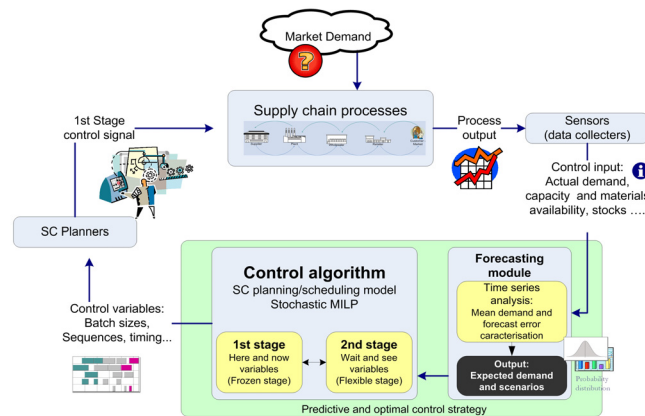 Market Demand
?
1st Stage
control signal
Supply chain processes
Process
output
Sensors
(data collecters)
Control input:
Actual demand,
capacity and materials
availability, stocks ….
i
SC Planners
Control algorithm
SC planning/scheduling model
Stochastic MILP
Forecasting
module
Time series
analysis:
Mean demand and
forecast error
caracterisation
Control variables:
Batch sizes,
Sequences, timing...
1st stage
Here and now
variables
(Frozen stage)
2nd stage
Wait and see
variables
(Flexible stage)
Output:
Expected demand
and scenarios
Probability
distribution
Predictive and optimal control strategy